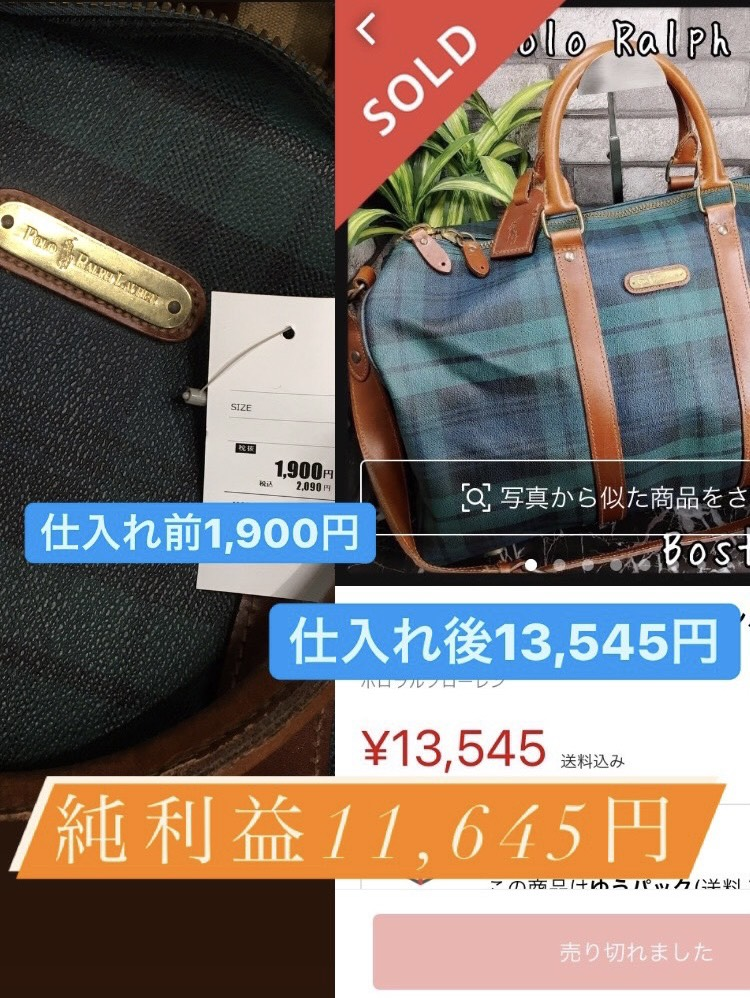 POLO RALPH LAUREN
SIZE
税抜
1,900円
税込 2,090円
仕入れ前1,900円
SOLD
olo Ralph
写真から似た商品をさ
Bost
仕入れ後13,545円
ポロラルフローレン
¥13,545 送料込み
純利益11,645円
この商品はゆうパック(送料
売り切れました